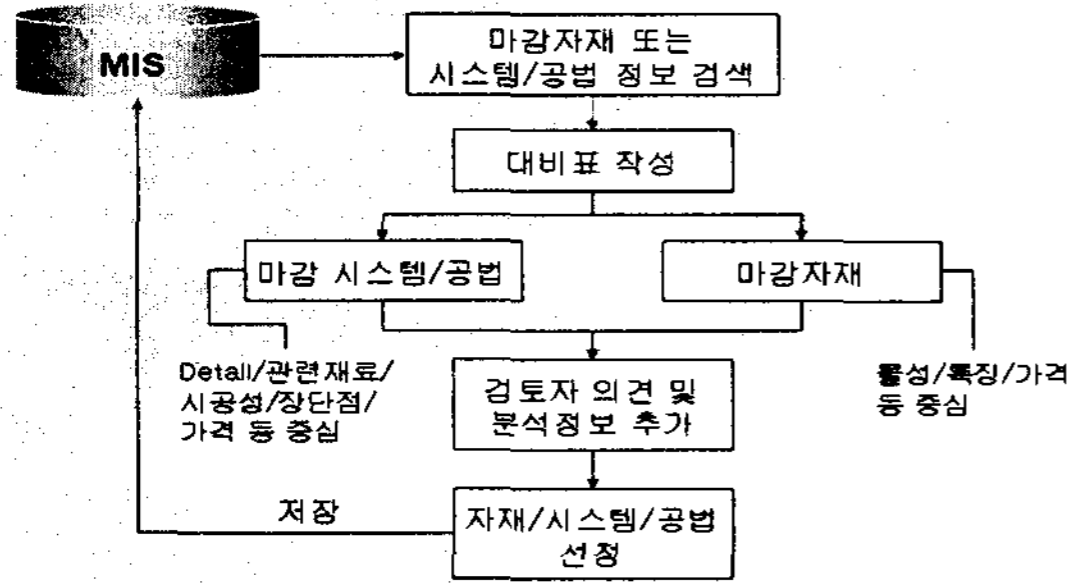 MIS
마감자재 또는
시스템/공법 정보 검색
대비표 작성
마감 시스템/공법
마감자재
Detail/관련재료/
시공성/장단점/
가격 등 중심
물성/특징/가격
등 중심
검토자 의견 및
분석정보 추가
저장
자재/시스템/공법
선정